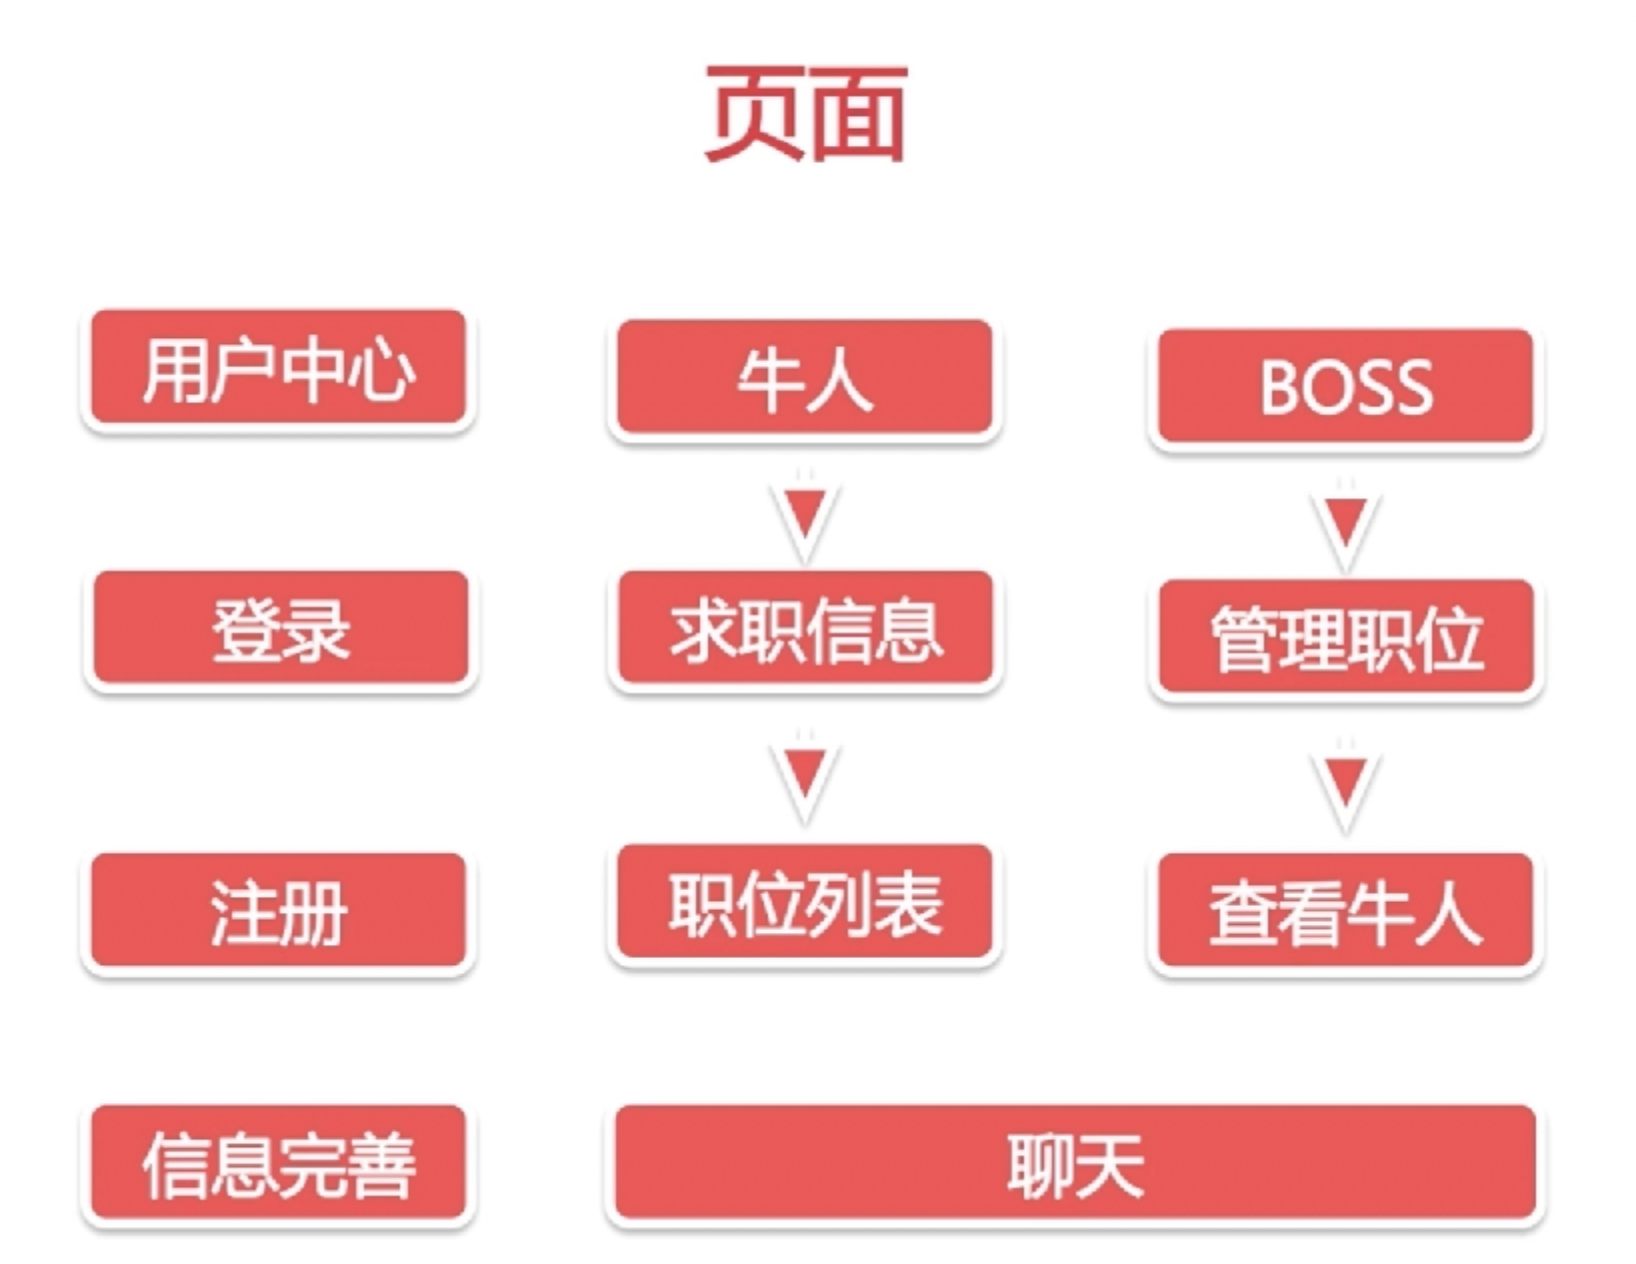 页面
用户中心
牛人
BOSS
登录
求职信息
管理职位
注册
职位列表
查看牛人
信息完善
聊天